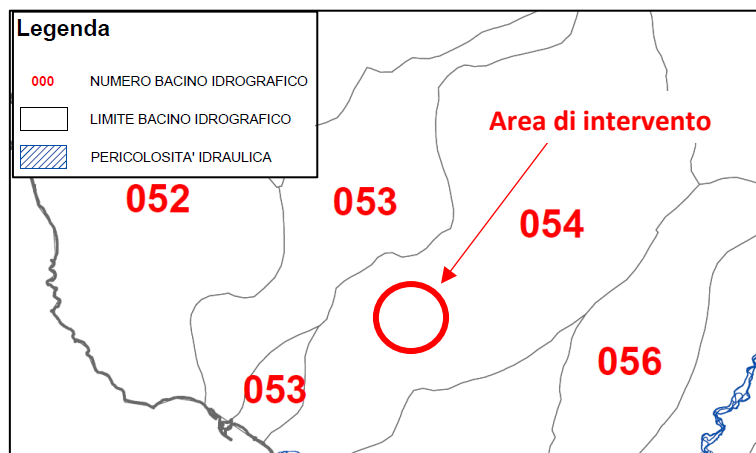 Legenda
000 NUMERO BACINO IDROGRAFICO
LIMITE BACINO IDROGRAFICO
PERICOLOSITA' IDRAULICA
Area di intervento
052
053
054
056
053